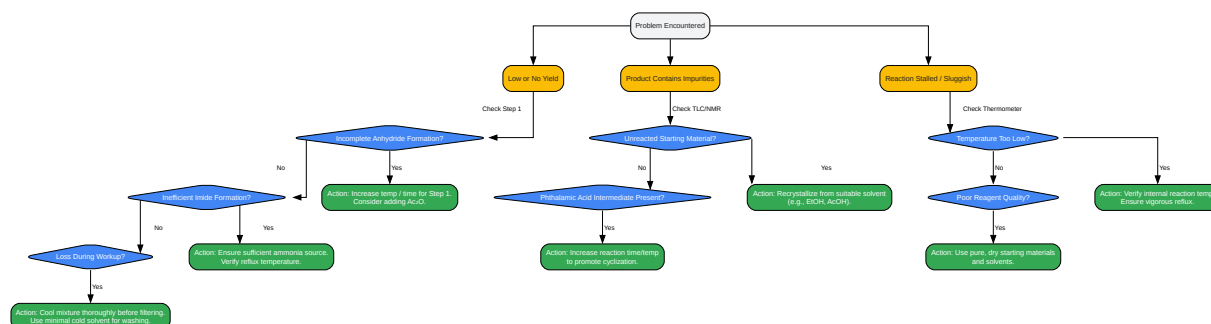 Problem Encountered
Low or No Yield
Product Contains Impurities
Reaction Stalled / Sluggish
Check Step 1
Check TLC/NMR
Check Thermometer
Incomplete Anhydride Formation?
Unreacted Starting Material?
Temperature Too Low?
No
Yes
No
Yes
No
Yes
Inefficient Imide Formation?
Action: Increase temp / time for Step 1.
Consider adding Ac₂O.
Phthalamic Acid Intermediate Present?
Action: Recrystallize from suitable solvent
(e.g., EtOH, AcOH).
Poor Reagent Quality?
Action: Verify internal reaction temp
Ensure vigorous reflux.
No
Yes
Yes
Yes
Loss During Workup?
Action: Ensure sufficient ammonia source.
Verify reflux temperature.
Action: Increase reaction time/temp
to promote cyclization.
Action: Use pure, dry starting materials
and solvents.
Yes
Action: Cool mixture thoroughly before filtering.
Use minimal cold solvent for washing.